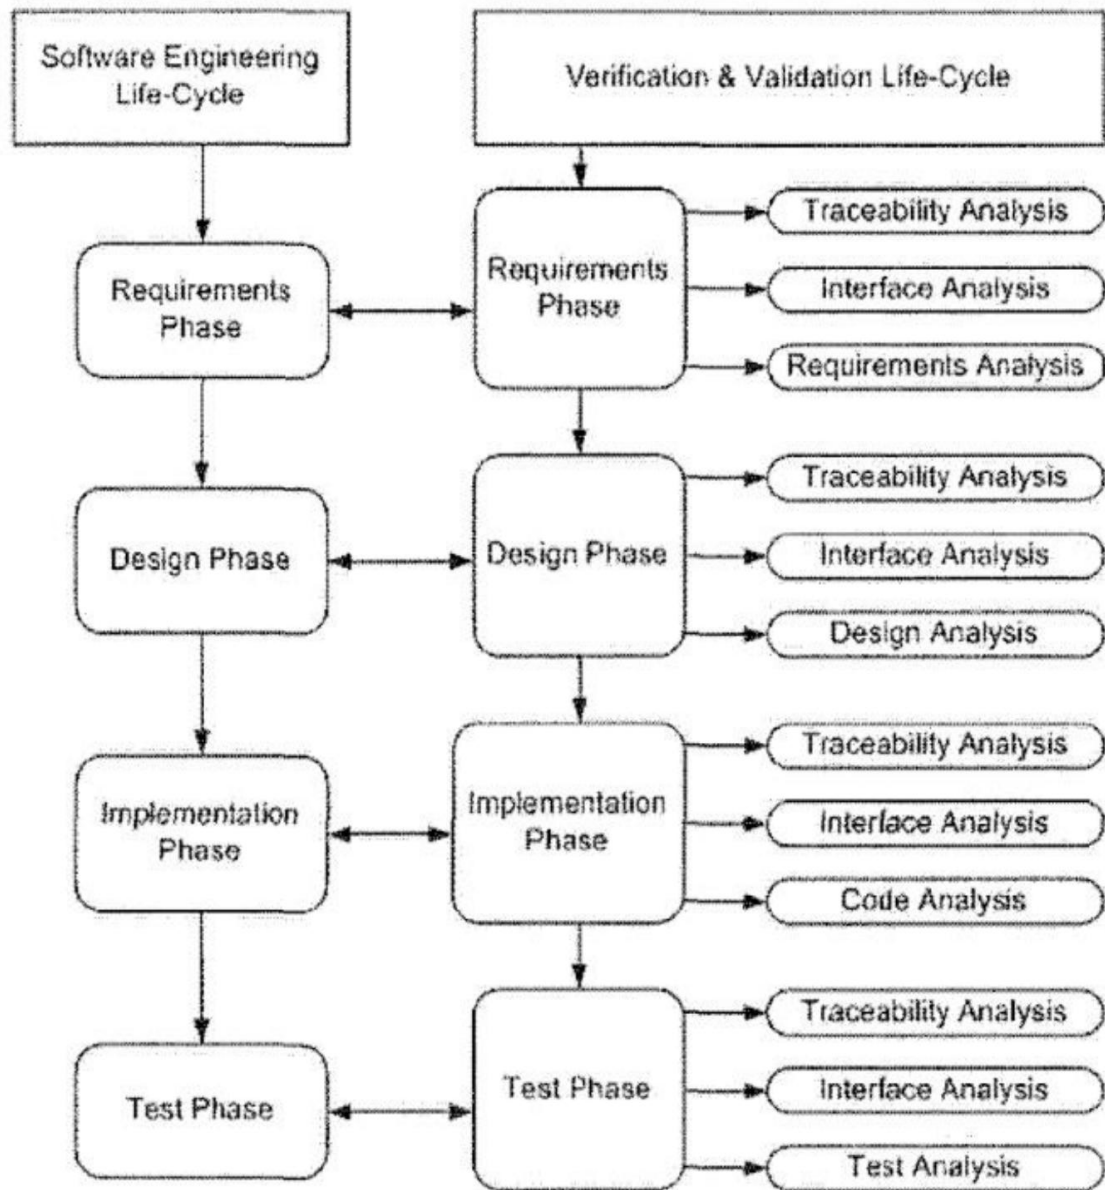 Software Engineering
Life-Cycle
Verification & Validation Life-Cycle
Requirements
Phase
Requirements
Phase
Traceability Analysis
Interface Analysis
Requirements Analysis
Design Phase
Design Phase
Traceability Analysis
Interface Analysis
Design Analysis
Implementation
Phase
Implementation
Phase
Traceability Analysis
Interface Analysis
Code Analysis
Test Phase
Test Phase
Traceability Analysis
Interface Analysis
Test Analysis